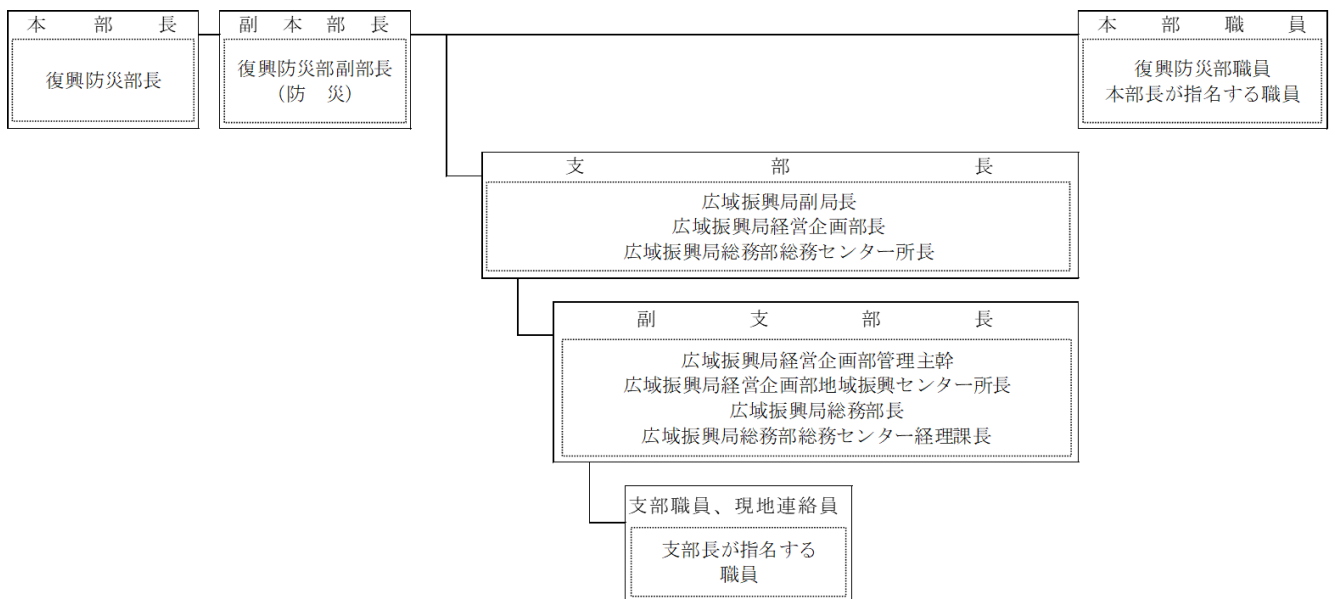 本部長
復興防災部長
副本部長
復興防災部副部長
（防　災）
本部職員
復興防災部職員
本部長が指名する職員
支部長
広域振興局副局長
広域振興局経営企画部長
広域振興局総務部総務センター所長
副支部長
広域振興局経営企画部管理主幹
広域振興局経営企画部地域振興センター所長
広域振興局総務部長
広域振興局総務部総務センター経理課長
支部職員、現地連絡員
支部長が指名する
職員